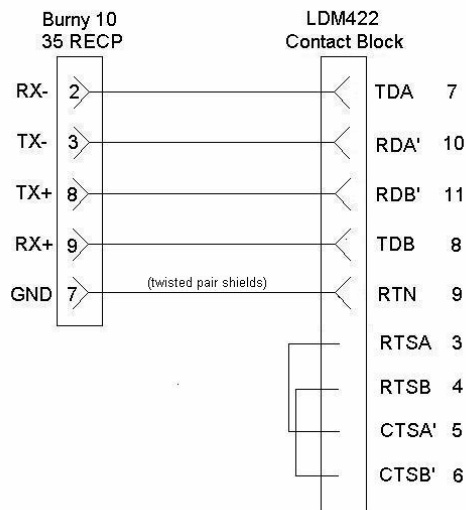 Burny 10
35 RECP
LDM422
Contact Block
RX- 2 TDA 7
TX- 3 RDA' 10
TX+ 8 RDB' 11
RX+ 9 TDB 8
GND 7 (twisted pair shields) RTN 9
RTSA 3
RTSB 4
CTSA' 5
CTSB' 6